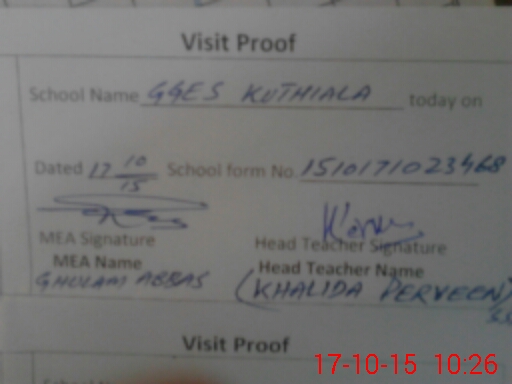 Visit Proof
School Name GGES KUTHIALA today on
Dated 17 10/15 School form No. 1510171023468
MEA Signature Head Teacher Signature
MEA Name Head Teacher Name
GHULAM ABBAS (KHALIDA PERVEEN)
Visit Proof
17-10-15 10:26